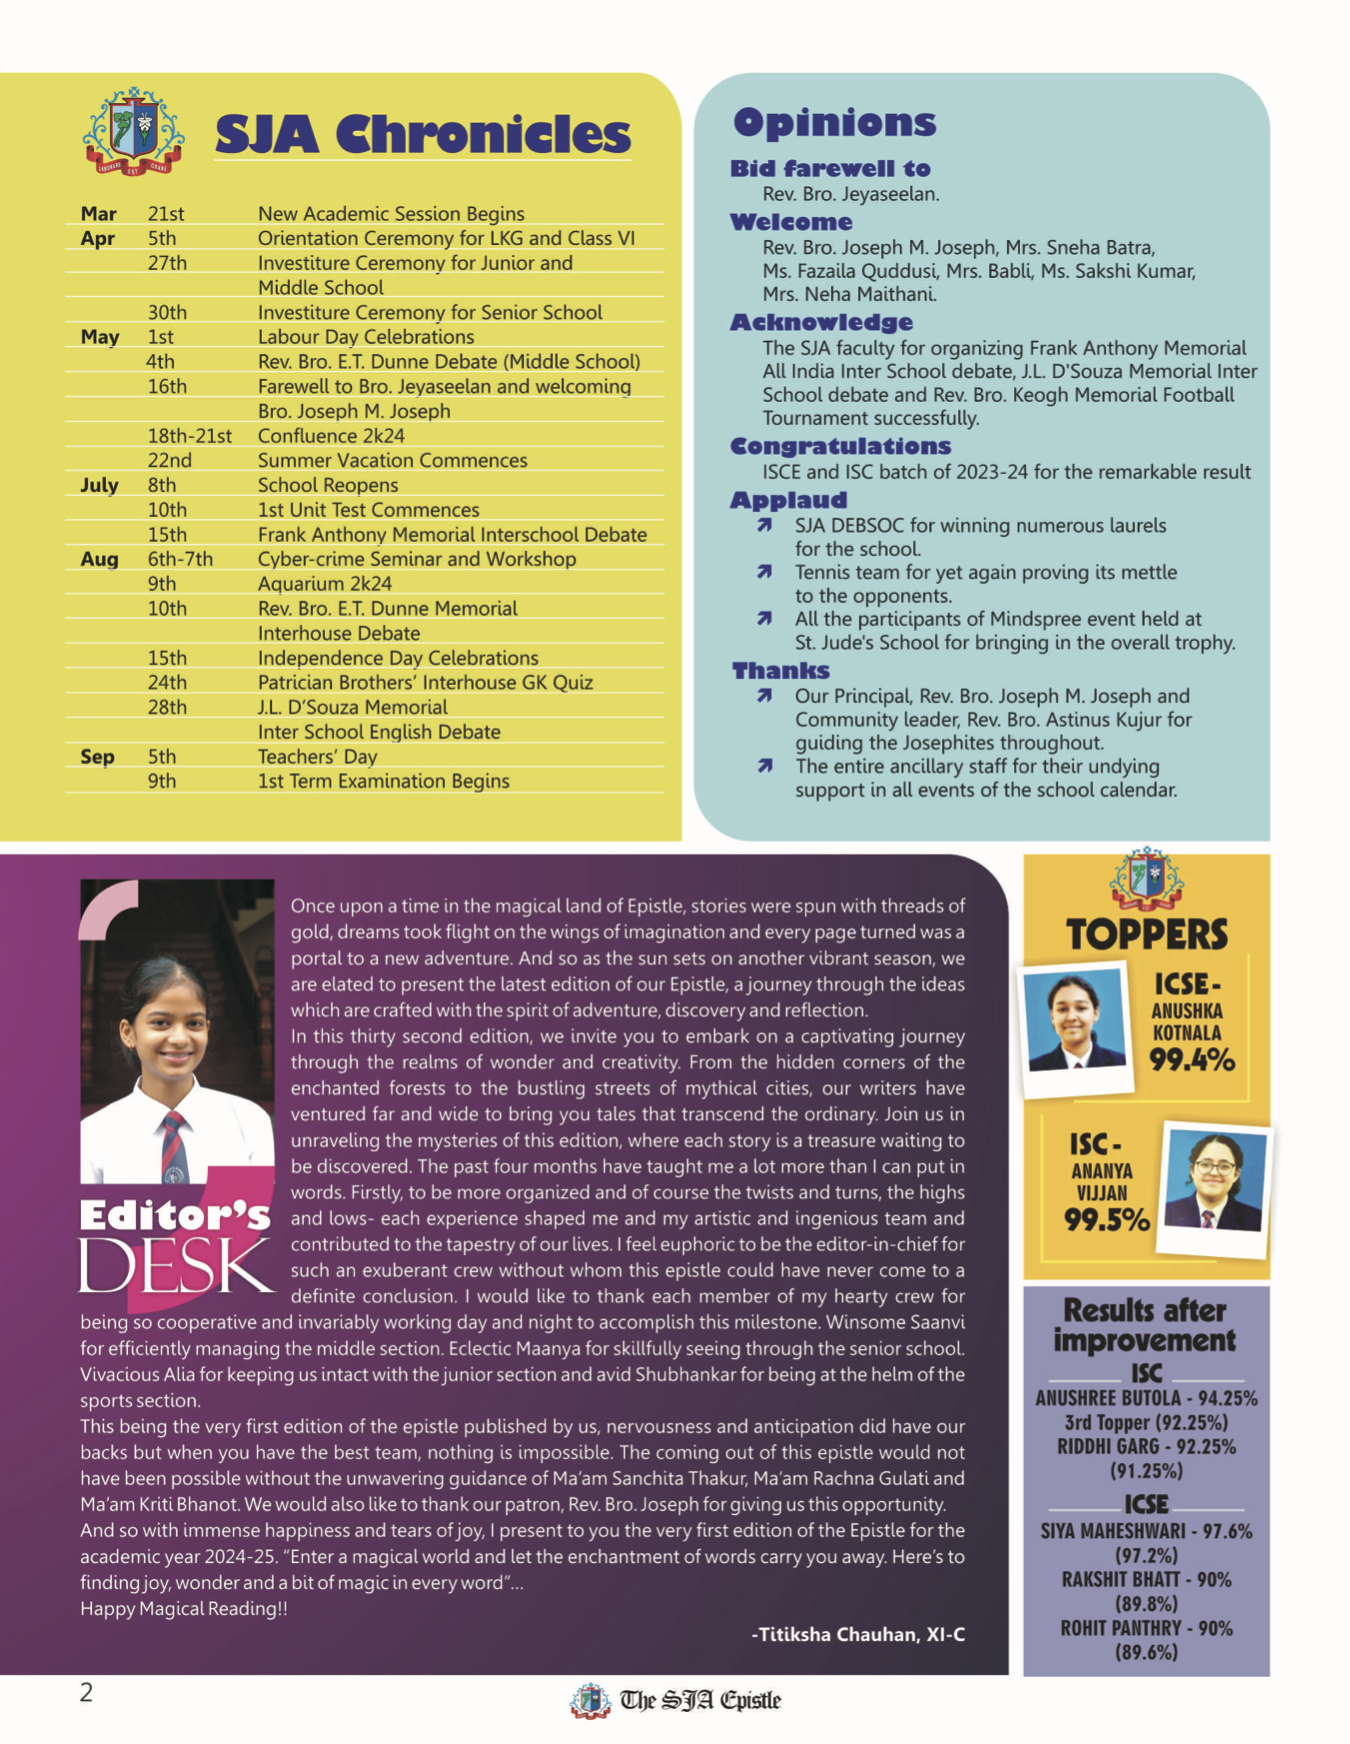 SJA Chronicles
LABORARE EST ORARE
Mar 21st New Academic Session Begins
Apr 5th Orientation Ceremony for LKG and Class VI
27th Investiture Ceremony for Junior and
Middle School
30th Investiture Ceremony for Senior School
May 1st Labour Day Celebrations
4th Rev. Bro. E.T. Dunne Debate (Middle School)
16th Farewell to Bro. Jeyaseelan and welcoming
Bro. Joseph M. Joseph
18th-21st Confluence 2k24
22nd Summer Vacation Commences
July 8th School Reopens
10th 1st Unit Test Commences
15th Frank Anthony Memorial Interschool Debate
Aug 6th-7th Cyber-crime Seminar and Workshop
9th Aquarium 2k24
10th Rev. Bro. E.T. Dunne Memorial
Interhouse Debate
15th Independence Day Celebrations
24th Patrician Brothers’ Interhouse GK Quiz
28th J.L. D’Souza Memorial
Inter School English Debate
Sep 5th Teachers’ Day
9th 1st Term Examination Begins
Opinions
Bid farewell to
Rev. Bro. Jeyaseelan.
Welcome
Rev. Bro. Joseph M. Joseph, Mrs. Sneha Batra,
Ms. Fazaila Quddusi, Mrs. Babli, Ms. Sakshi Kumar,
Mrs. Neha Maithani.
Acknowledge
The SJA faculty for organizing Frank Anthony Memorial
All India Inter School debate, J.L. D'Souza Memorial Inter
School debate and Rev. Bro. Keogh Memorial Football
Tournament successfully.
Congratulations
ISCE and ISC batch of 2023-24 for the remarkable result
Applaud
SJA DEBSOC for winning numerous laurels
for the school.
Tennis team for yet again proving its mettle
to the opponents.
All the participants of Mindspree event held at
St. Jude's School for bringing in the overall trophy.
Thanks
Our Principal, Rev. Bro. Joseph M. Joseph and
Community leader, Rev. Bro. Astinus Kujur for
guiding the Josephites throughout.
The entire ancillary staff for their undying
support in all events of the school calendar.
Editor’s
DESK
Once upon a time in the magical land of Epistle, stories were spun with threads of
gold, dreams took flight on the wings of imagination and every page turned was a
portal to a new adventure. And so as the sun sets on another vibrant season, we
are elated to present the latest edition of our Epistle, a journey through the ideas
which are crafted with the spirit of adventure, discovery and reflection.
In this thirty second edition, we invite you to embark on a captivating journey
through the realms of wonder and creativity. From the hidden corners of the
enchanted forests to the bustling streets of mythical cities, our writers have
ventured far and wide to bring you tales that transcend the ordinary. Join us in
unraveling the mysteries of this edition, where each story is a treasure waiting to
be discovered. The past four months have taught me a lot more than I can put in
words. Firstly, to be more organized and of course the twists and turns, the highs
and lows- each experience shaped me and my artistic and ingenious team and
contributed to the tapestry of our lives. I feel euphoric to be the editor-in-chief for
such an exuberant crew without whom this epistle could have never come to a
definite conclusion. I would like to thank each member of my hearty crew for
being so cooperative and invariably working day and night to accomplish this milestone. Winsome Saanvi
for efficiently managing the middle section. Eclectic Maanya for skillfully seeing through the senior school.
Vivacious Alia for keeping us intact with the junior section and avid Shubhankar for being at the helm of the
sports section.
This being the very first edition of the epistle published by us, nervousness and anticipation did have our
backs but when you have the best team, nothing is impossible. The coming out of this epistle would not
have been possible without the unwavering guidance of Ma’am Sanchita Thakur, Ma’am Rachna Gulati and
Ma’am Kriti Bhanot. We would also like to thank our patron, Rev. Bro. Joseph for giving us this opportunity.
And so with immense happiness and tears of joy, I present to you the very first edition of the Epistle for the
academic year 2024-25. “Enter a magical world and let the enchantment of words carry you away. Here’s to
finding joy, wonder and a bit of magic in every word”...
Happy Magical Reading!!
-Titiksha Chauhan, XI-C
TOPPERS
ICSE-
ANUSHKA
KOTNALA
99.4%
ISC-
ANANYA
VIJJAN
99.5%
Results after
improvement
ISC
ANUSHREE BUTOLA - 94.25%
3rd Topper (92.25%)
RIDDHI GARG - 92.25%
(91.25%)
ICSE
SIYA MAHESHWARI - 97.6%
(97.2%)
RAKSHIT BHATT - 90%
(89.8%)
ROHIT PANTHRY - 90%
(89.6%)
2
The SJA Epistle